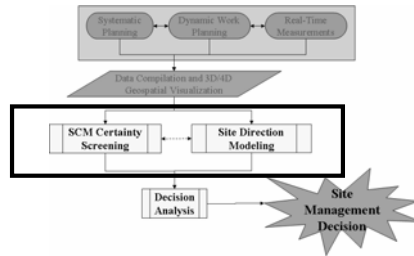 Systematic
Planning
Dynamic Work
Planning
Real-Time
Measurements
Data Compilation and 3D/4D
Geospatial Visualization
SCM Certainty
Screening
Site Direction
Modeling
Decision
Analysis
Site
Management
Decision